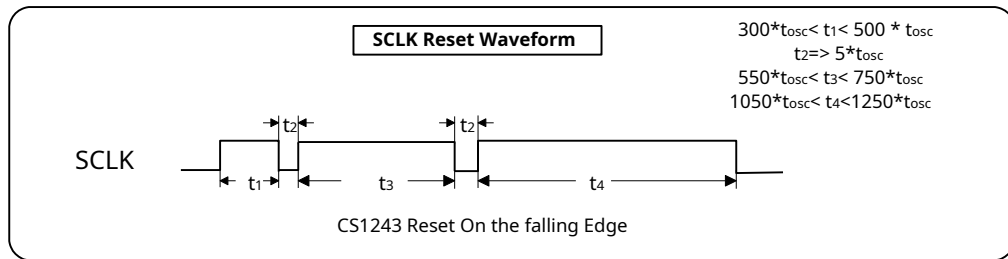 SCLK Reset Waveform
300*tosc< t1< 500 * tosc
t2=> 5*tosc
550*tosc< t3< 750*tosc
1050*tosc< t4<1250*tosc
t2
t2
SCLK
t1
t3
t4
CS1243 Reset On the falling Edge